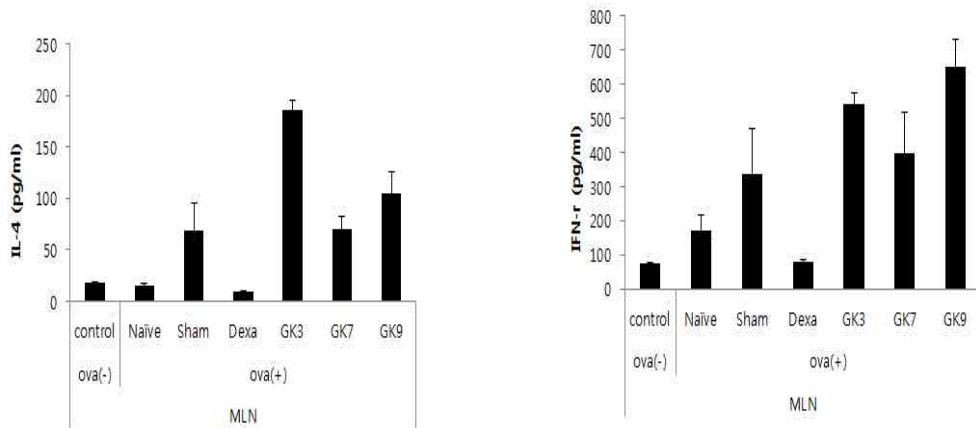 IL-4 (pg/ml)
250
200
150
100
50
0
control Naïve Sham Dexa GK3 GK7 GK9
ova(-) ova(+)
MLN
IFN-r (pg/ml)
800
700
600
500
400
300
200
100
0
control Naïve Sham Dexa GK3 GK7 GK9
ova(-) ova(+)
MLN